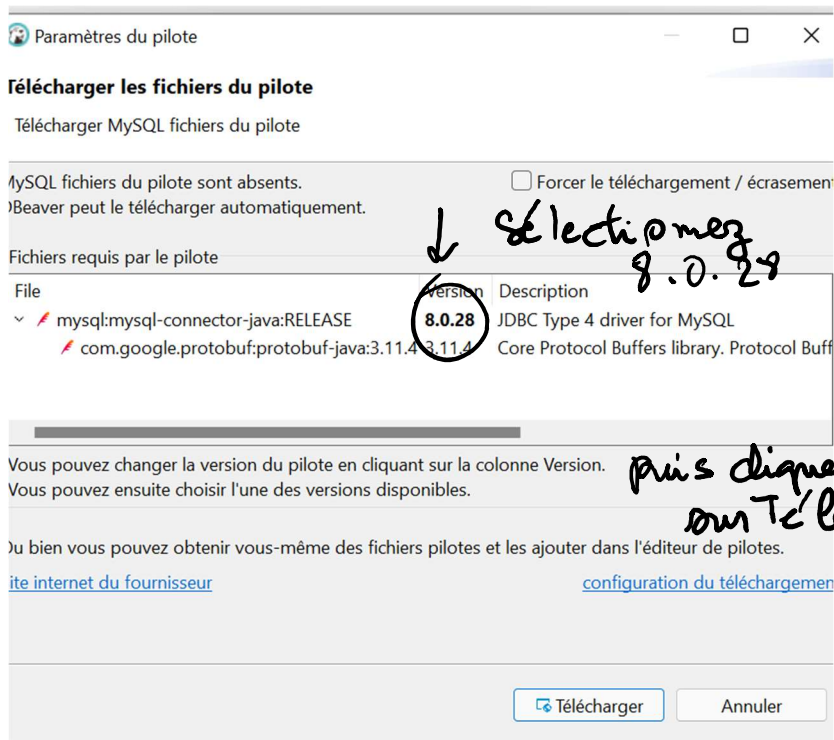 Paramètres du pilote
Télécharger les fichiers du pilote
Télécharger MySQL fichiers du pilote
MySQL fichiers du pilote sont absents.
Forcer le téléchargement / écrasement
DBeaver peut le télécharger automatiquement.
Sélectionnez
8.0.28
Fichiers requis par le pilote
File Version Description
mysql:mysql-connector-java:RELEASE 8.0.28 JDBC Type 4 driver for MySQL
com.google.protobuf:protobuf-java:3.11.4 3.11.4 Core Protocol Buffers library. Protocol Buff
Vous pouvez changer la version du pilote en cliquant sur la colonne Version.
Vous pouvez ensuite choisir l'une des versions disponibles.
puis clique
sur Tél
Ou bien vous pouvez obtenir vous-même des fichiers pilotes et les ajouter dans l'éditeur de pilotes.
ite internet du fournisseur
configuration du téléchargemen
Télécharger
Annuler